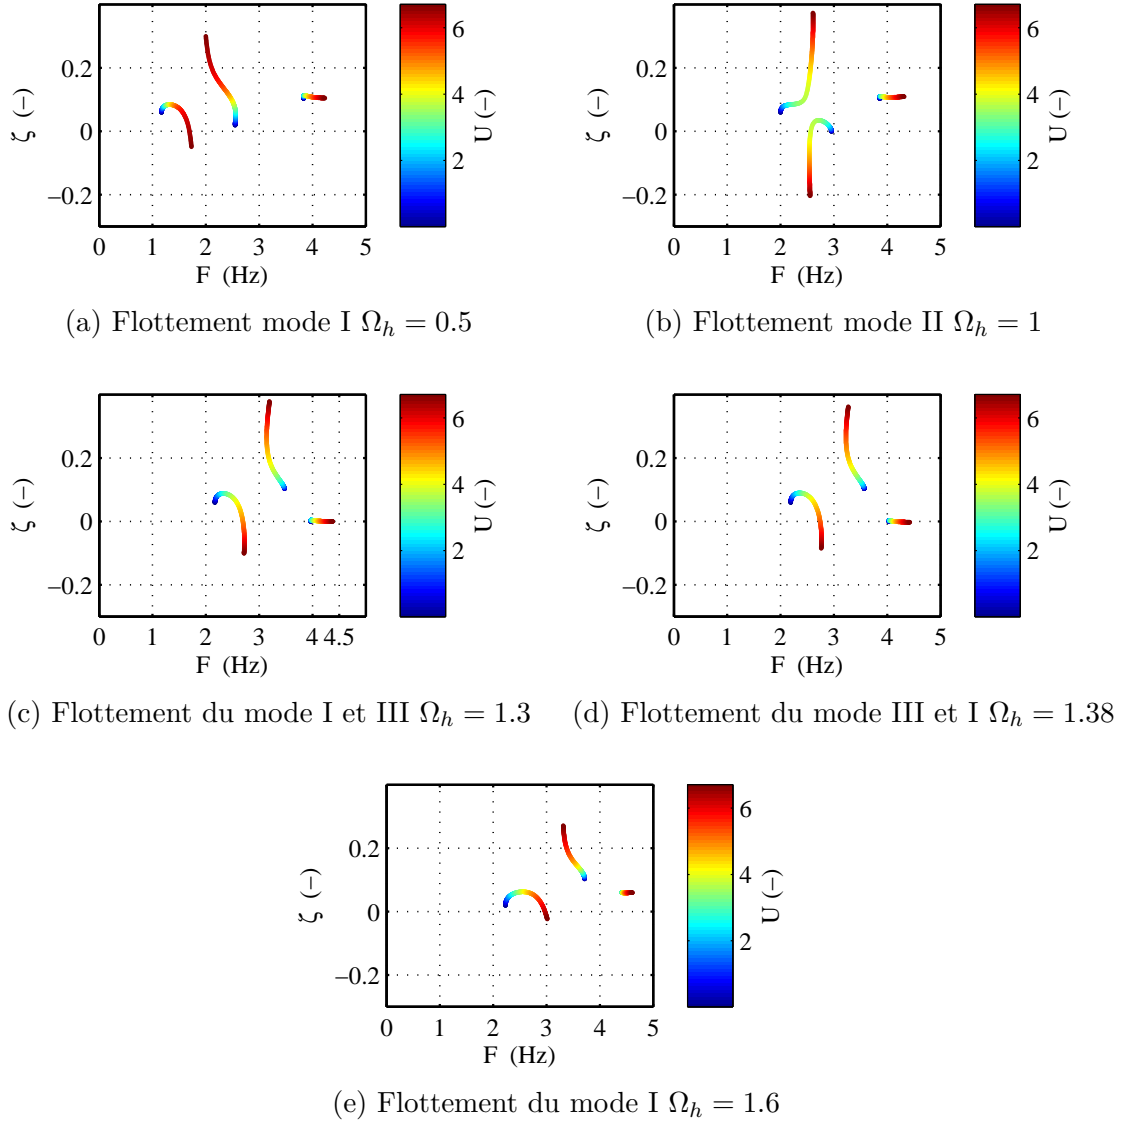 0.2
0
−0.2
ζ (−)
0 1 2 3 4 5
F (Hz)
6
4
2
U (−)
0.2
0
−0.2
ζ (−)
0 1 2 3 4 5
F (Hz)
6
4
2
U (−)
(a) Flottement mode I Ω_h = 0.5
(b) Flottement mode II Ω_h = 1
0.2
0
−0.2
ζ (−)
0 1 2 3 4 4.5
F (Hz)
6
4
2
U (−)
0.2
0
−0.2
ζ (−)
0 1 2 3 4 5
F (Hz)
6
4
2
U (−)
(c) Flottement du mode I et III Ω_h = 1.3
(d) Flottement du mode III et I Ω_h = 1.38
0.2
0
−0.2
ζ (−)
0 1 2 3 4 5
F (Hz)
6
4
2
U (−)
(e) Flottement du mode I Ω_h = 1.6